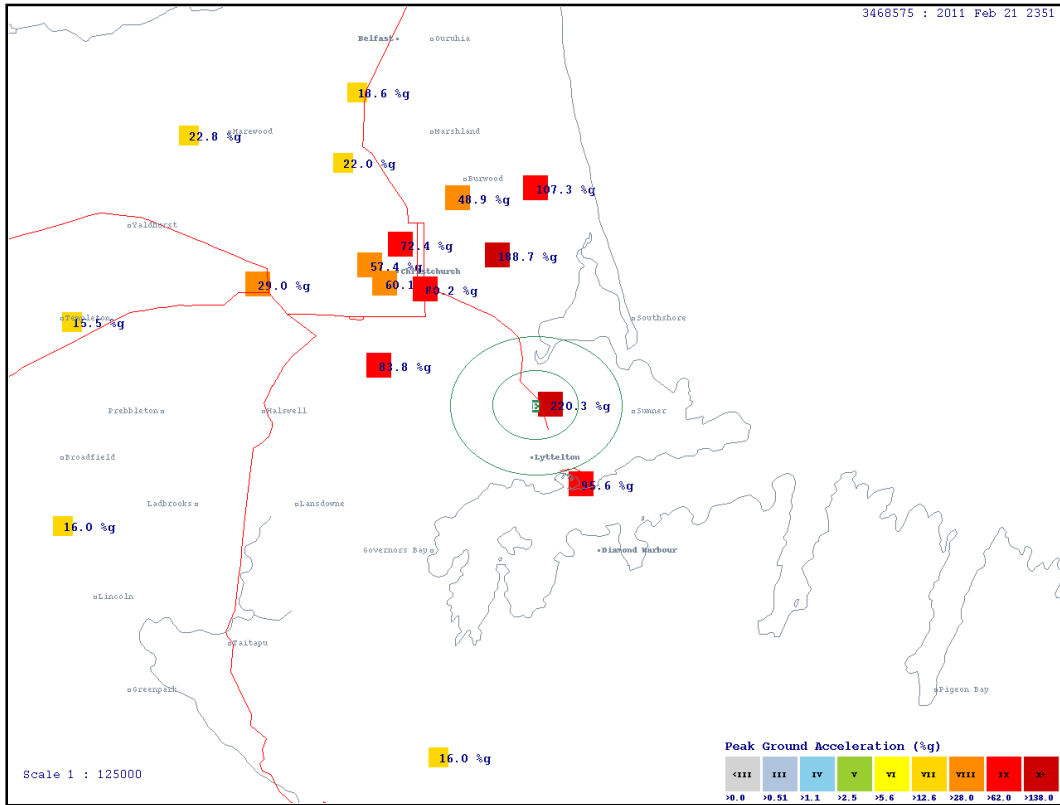 3468575 : 2011 Feb 21 2351
Belfast
Ouruhia
18.6 %g
22.8 %g
Harewood
Marshland
22.0 %g
Burwood
107.3 %g
48.9 %g
Yaldhurst
72.4 %g
188.7 %g
57.4 %g
Christchurch
29.0 %g
60.1
80.2 %g
Templeton
15.5 %g
Southshore
83.8 %g
E
220.3 %g
Prebbleton
Halswell
Sumner
Broadfield
Lyttelton
95.6 %g
Ladbrooks
Lansdowne
16.0 %g
Governors Bay
Diamond Harbour
Lincoln
Taitapu
Greenpark
Pigeon Bay
16.0 %g
Peak Ground Acceleration (%g)
<III III IV V VI VII VIII IX X+
>0.0 >0.51 >1.1 >2.5 >5.6 >12.6 >28.0 >62.0 >138.0
Scale 1 : 125000